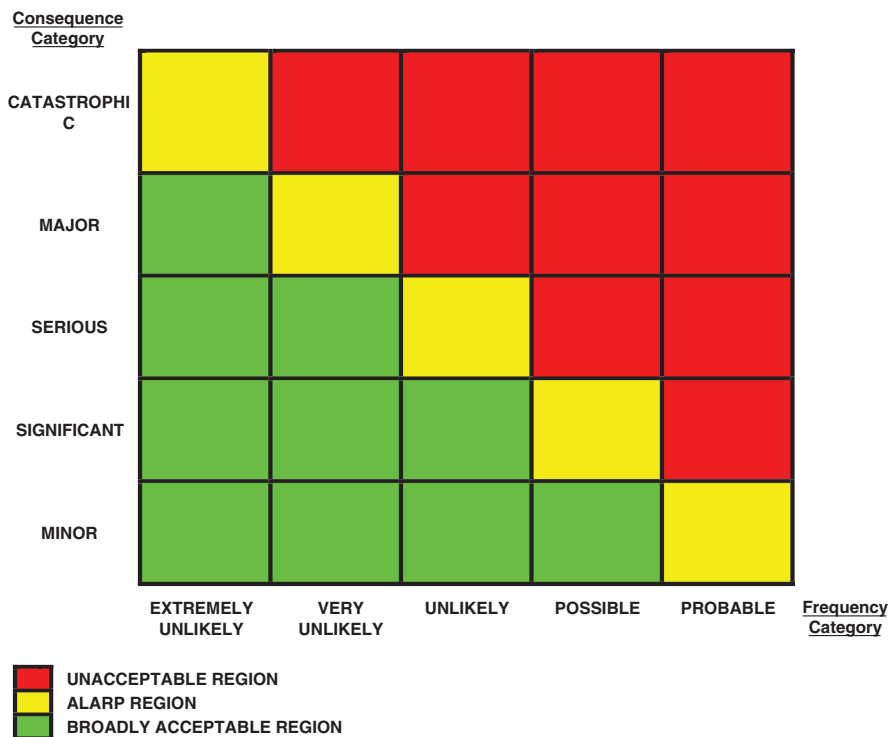 Consequence
Category
CATASTROPHI
C
MAJOR
SERIOUS
SIGNIFICANT
MINOR
EXTREMELY
UNLIKELY
VERY
UNLIKELY
UNLIKELY
POSSIBLE
PROBABLE
Frequency
Category
UNACCEPTABLE REGION
ALARP REGION
BROADLY ACCEPTABLE REGION